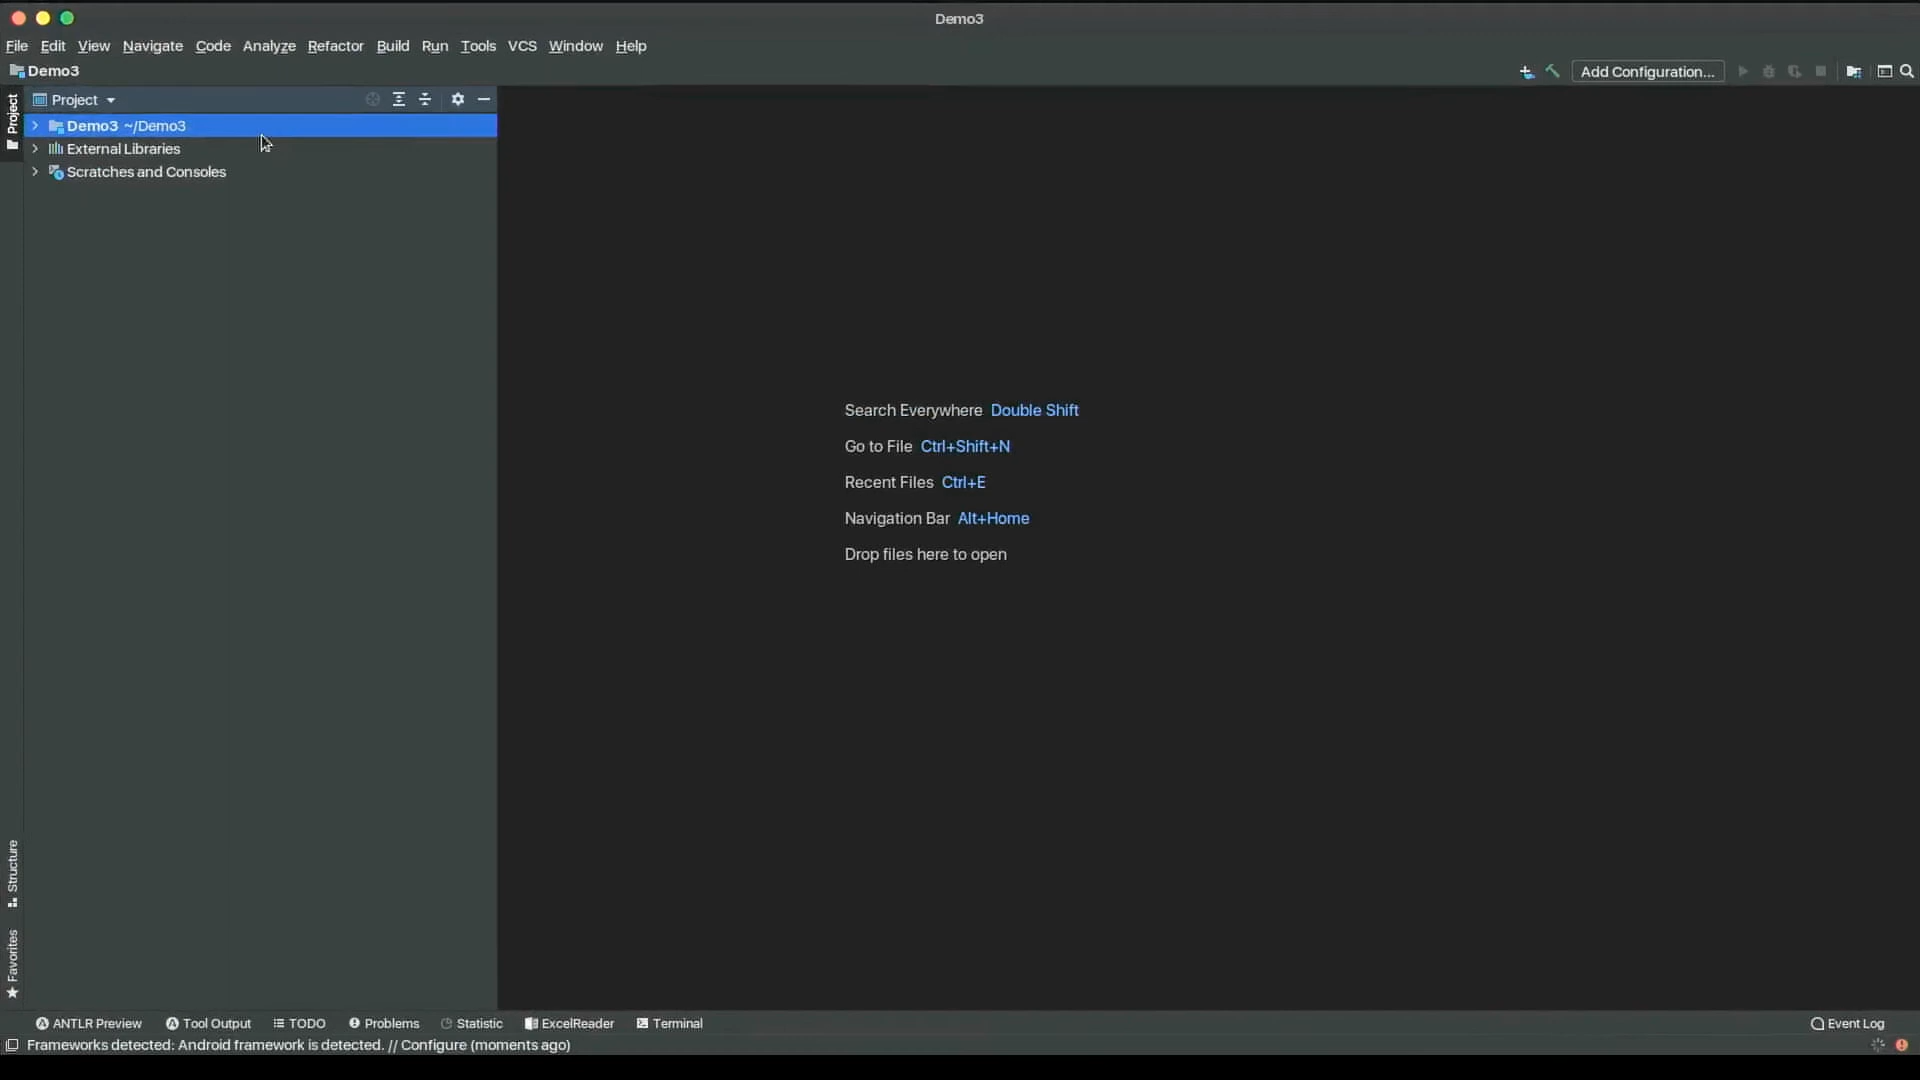 Demo3
File Edit View Navigate Code Analyze Refactor Build Run Tools VCS Window Help
Demo3
Add Configuration...
Project
Project
Demo3 ~/Demo3
External Libraries
Scratches and Consoles
Search Everywhere Double Shift
Go to File Ctrl+Shift+N
Recent Files Ctrl+E
Navigation Bar Alt+Home
Drop files here to open
Structure
Favorites
ANTLR Preview Tool Output TODO Problems Statistic ExcelReader Terminal Event Log
Frameworks detected: Android framework is detected. // Configure (moments ago)